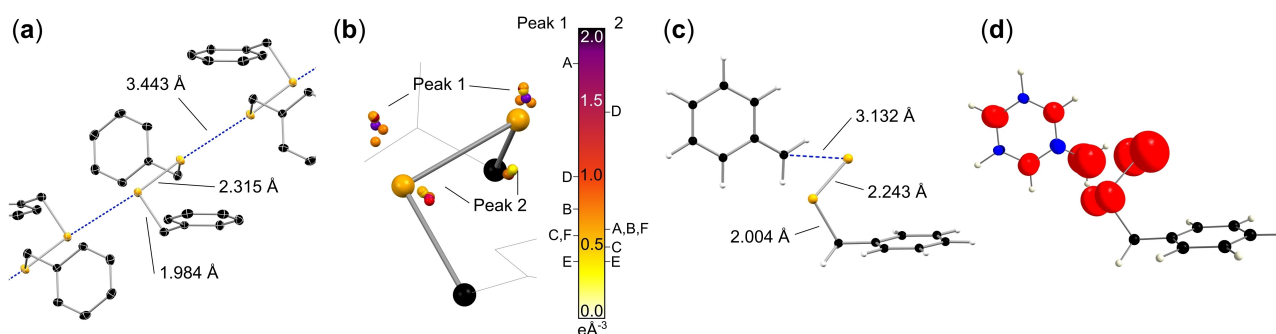 (a)
3.443 Å
2.315 Å
1.984 Å
(b)
Peak 1
Peak 2
Peak 1 2
2.0
A
1.5
D
D
1.0
B
C,F
A,B,F
0.5
C
E
E
0.0
eÅ⁻³
(c)
3.132 Å
2.243 Å
2.004 Å
(d)